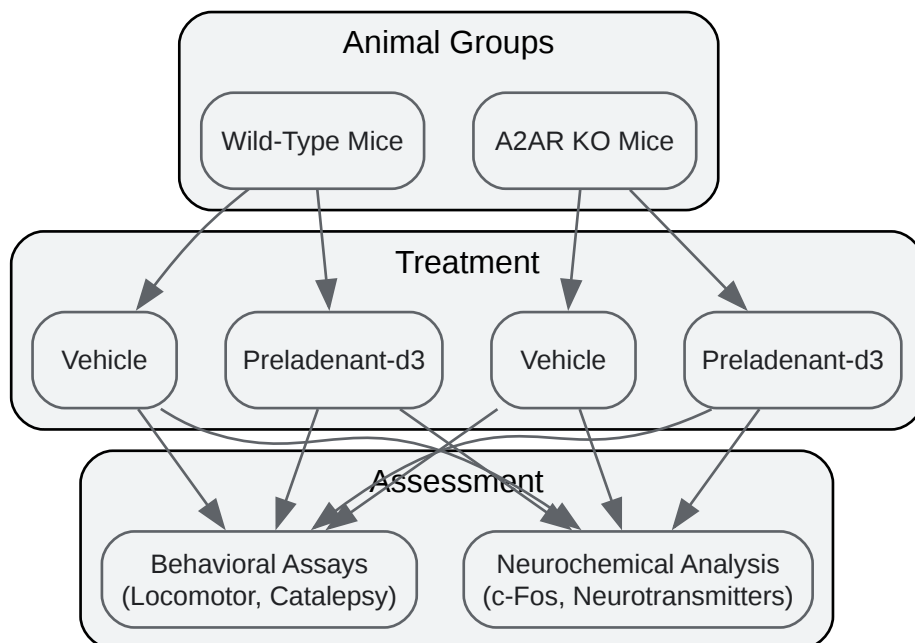 Animal Groups
Wild-Type Mice
A2AR KO Mice
Treatment
Vehicle
Preladenant-d3
Vehicle
Preladenant-d3
Assessment
Behavioral Assays
(Locomotor, Catalepsy)
Neurochemical Analysis
(c-Fos, Neurotransmitters)